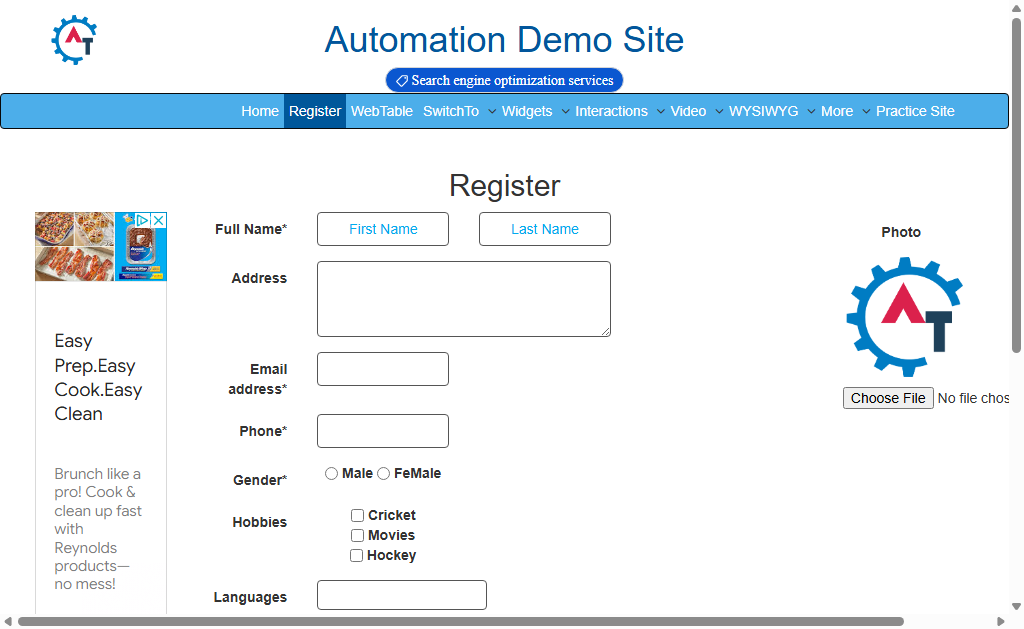 Automation Demo Site
Search engine optimization services
Home Register WebTable SwitchTo Widgets Interactions Video WYSIWYG More Practice Site
Register
Full Name*
First Name
Last Name
Photo
Address
Easy
Prep.Easy
Cook.Easy
Clean
Email
address*
Choose File No file chos
Phone*
Brunch like a
pro! Cook &
clean up fast
with
Reynolds
products—
no mess!
Gender*
Male FeMale
Hobbies
Cricket
Movies
Hockey
Languages